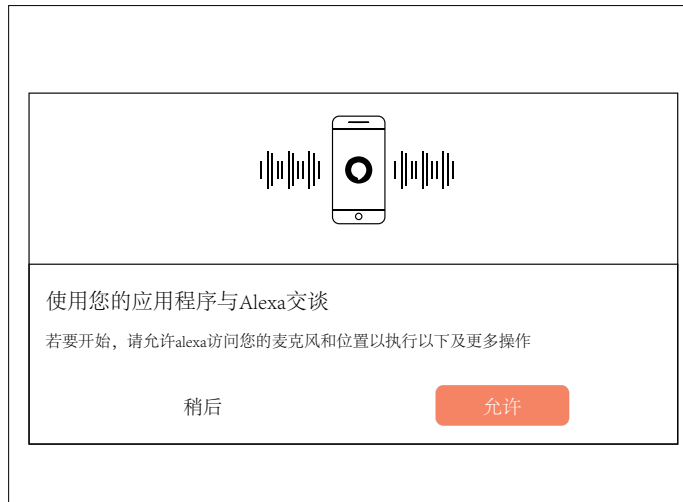 使用您的应用程序与Alexa交谈
若要开始，请允许alexa访问您的麦克风和位置以执行以下及更多操作
稍后
允许